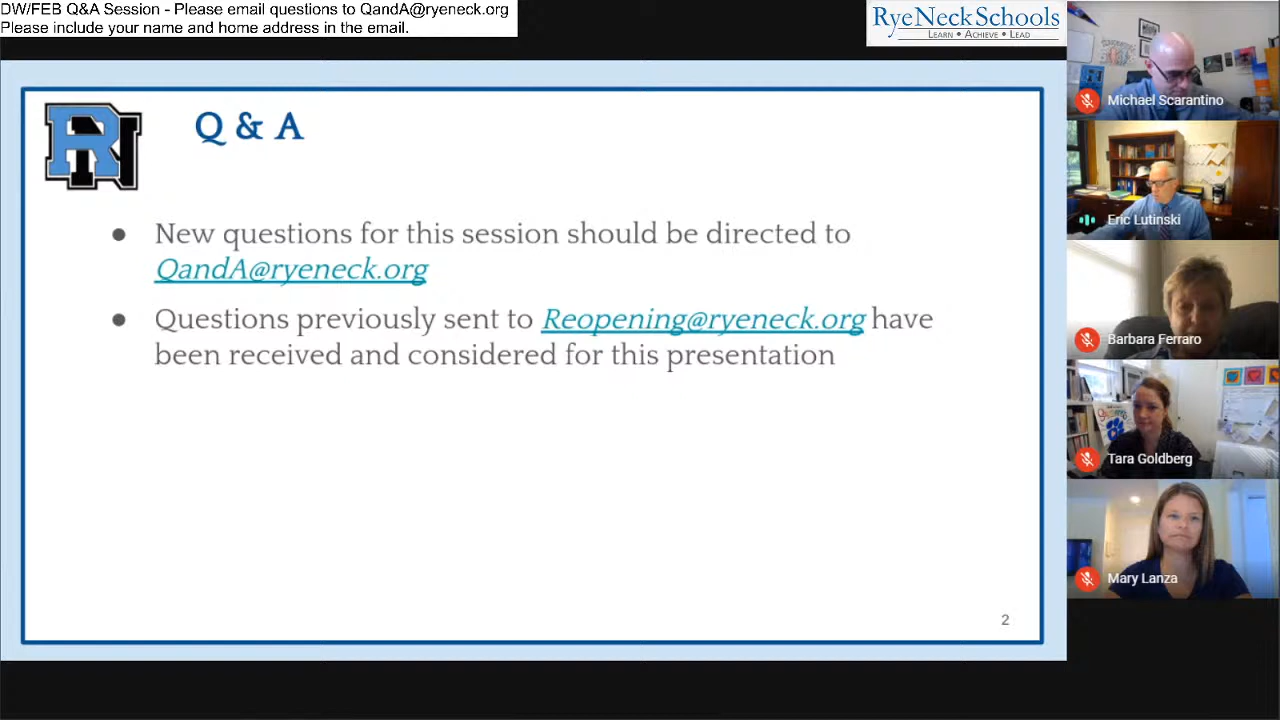 DW/FEB Q&A Session - Please email questions to QandA@ryeneck.org
Please include your name and home address in the email.
RyeNeckSchools
LEARN • ACHIEVE • LEAD
RN
Q & A
● New questions for this session should be directed to
QandA@ryeneck.org
● Questions previously sent to Reopening@ryeneck.org have
been received and considered for this presentation
2
Michael Scarantino
Eric Lutinski
Barbara Ferraro
Tara Goldberg
Mary Lanza